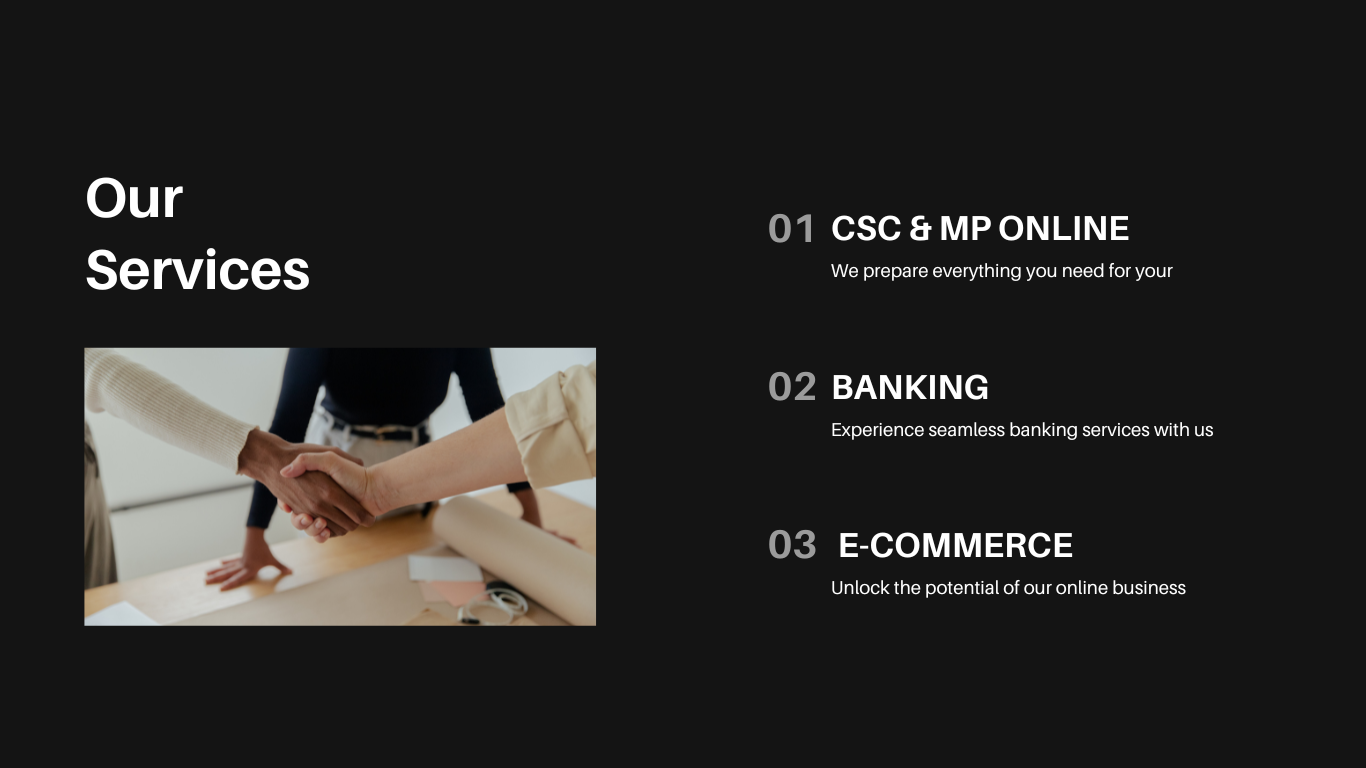 Our
Services
01 CSC & MP ONLINE
We prepare everything you need for your
02 BANKING
Experience seamless banking services with us
03 E-COMMERCE
Unlock the potential of our online business